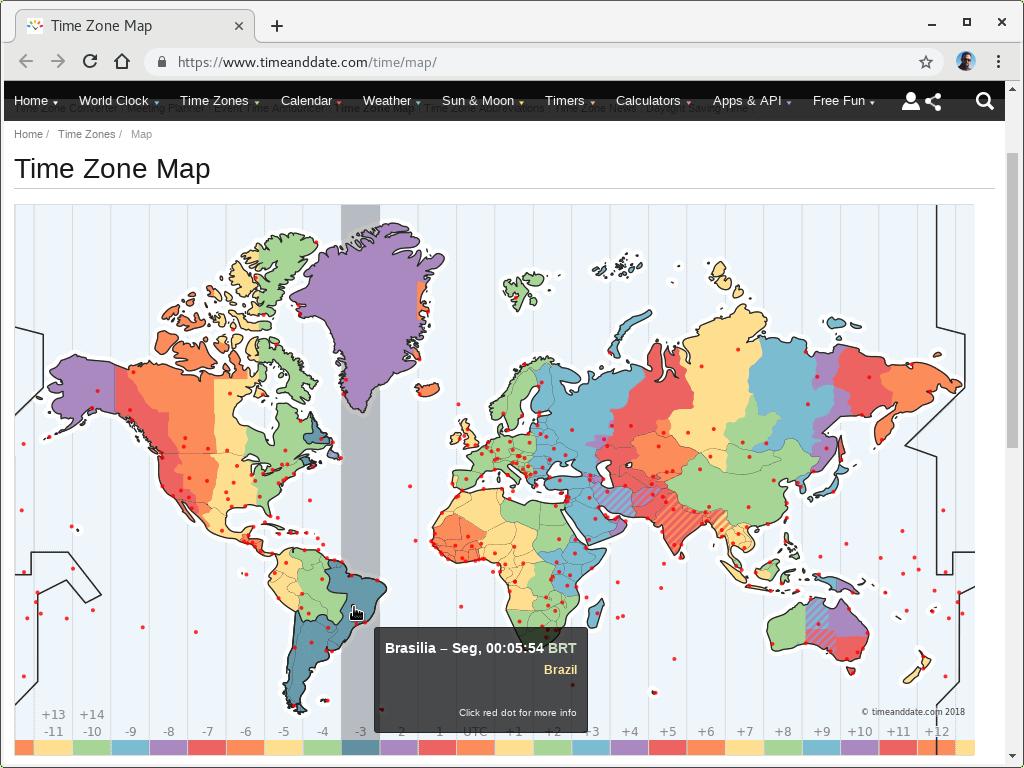 Time Zone Map
https://www.timeanddate.com/time/map/
Home World Clock Time Zones Calendar Weather Sun & Moon Timers Calculators Apps & API Free Fun
Home / Time Zones / Map
Time Zone Map
Brasilia – Seg, 00:05:54 BRT
Brazil
Click red dot for more info
© timeanddate.com 2018
+13 +14
-11 -10 -9 -8 -7 -6 -5 -4 -3 2 1 UTC +1 +2 +3 +4 +5 +6 +7 +8 +9 +10 +11 +12